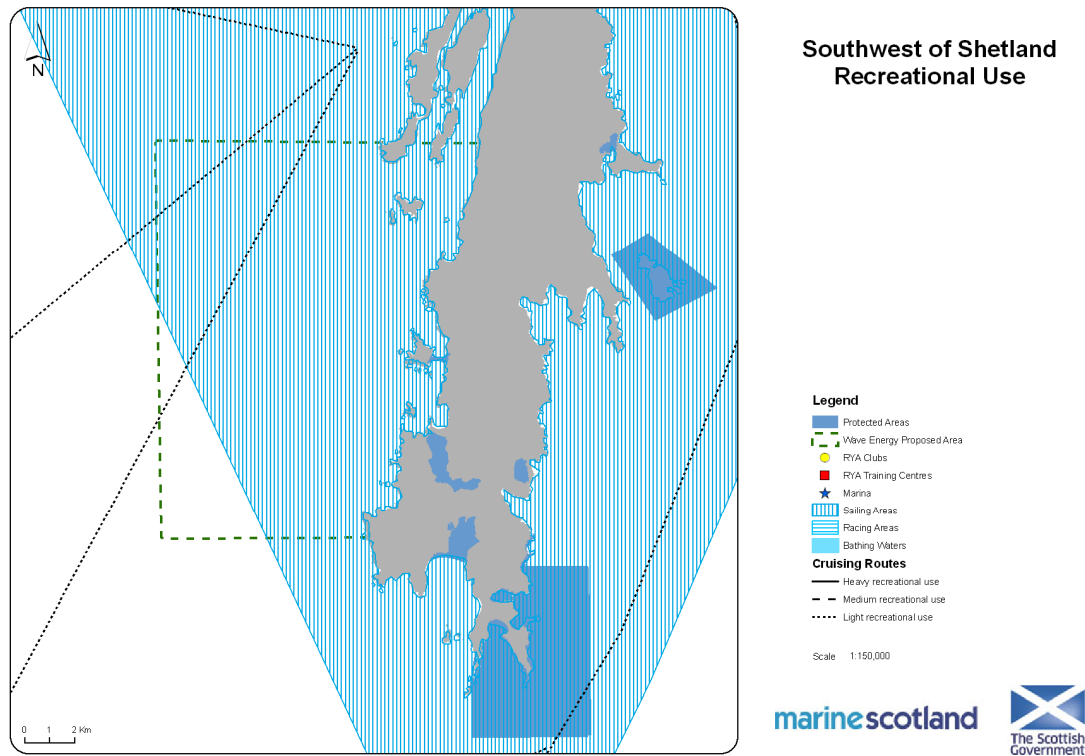 Southwest of Shetland
Recreational Use
N
Legend
Protected Areas
Wave Energy Proposed Area
RYA Clubs
RYA Training Centres
Marina
Sailing Areas
Racing Areas
Bathing Waters
Cruising Routes
Heavy recreational use
Medium recreational use
Light recreational use
Scale 1:150,000
0 1 2 Km
marinescotland
The Scottish
Government